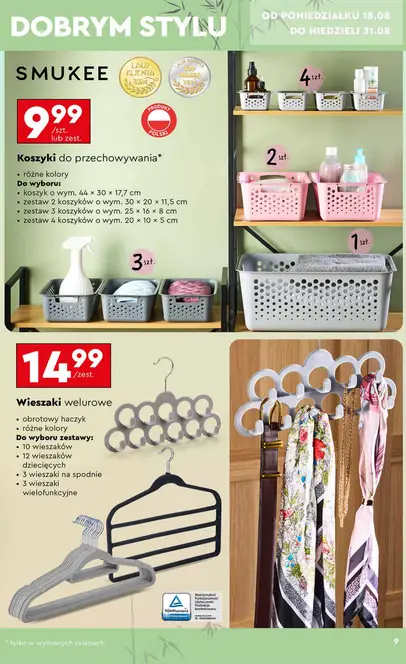 DOBRYM STYLU
OD PONIEDZIAŁKU 18.08
DO NIEDZIELI 31.08
SMUKEE
9.99
/szt.
lub zest.
PRODUKT
POLSKI
Koszyki do przechowywania*
• różne kolory
Do wyboru:
• koszyk o wym. 44 × 30 × 17,7 cm
• zestaw 2 koszyków o wym. 30 × 20 × 11,5 cm
• zestaw 3 koszyków o wym. 25 × 16 × 8 cm
• zestaw 4 koszyków o wym. 20 × 10 × 5 cm
4 szt.
2 szt.
1 szt.
3 szt.
14.99
/zest.
Wieszaki welurowe
• obrotowy haczyk
• różne kolory
Do wyboru zestawy:
• 10 wieszaków
• 12 wieszaków
dziecięcych
• 3 wieszaki na spodnie
• 3 wieszaki
wielofunkcyjne
* tylko w wybranych sklepach
9